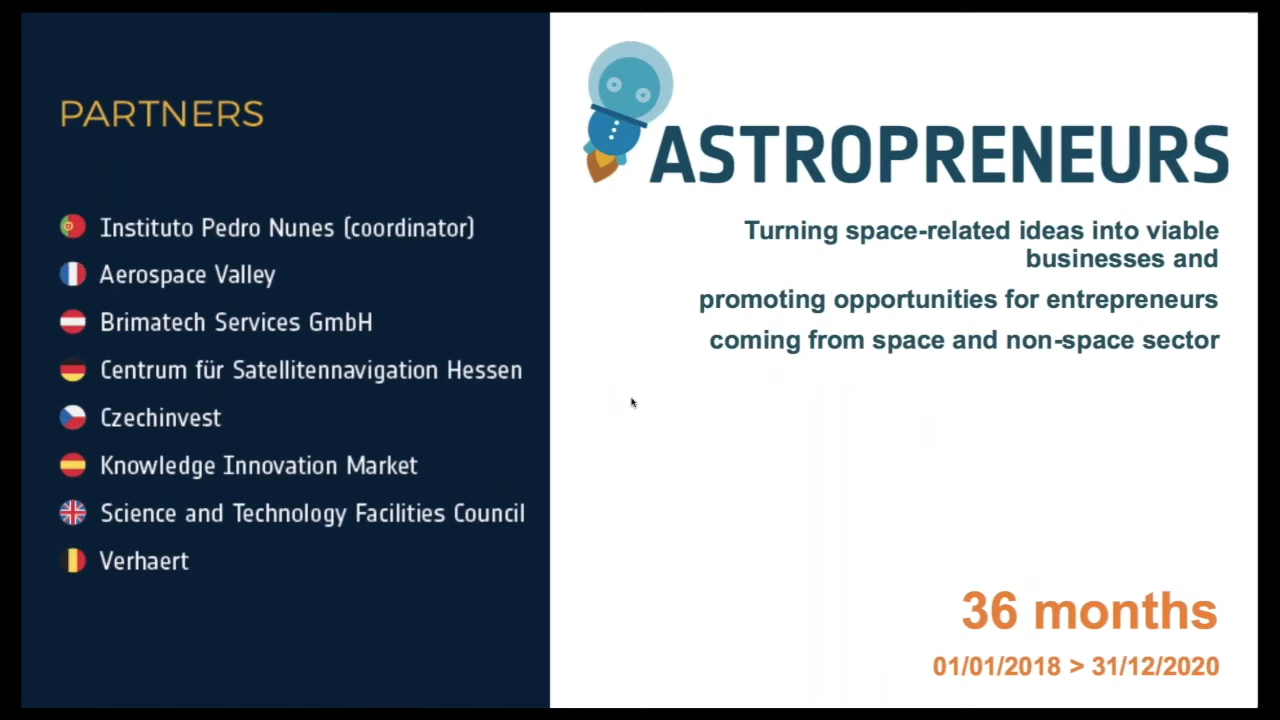 PARTNERS
Instituto Pedro Nunes (coordinator)
Aerospace Valley
Brimatech Services GmbH
Centrum für Satellitennavigation Hessen
Czechinvest
Knowledge Innovation Market
Science and Technology Facilities Council
Verhaert
ASTROPRENEURS
Turning space-related ideas into viable
businesses and
promoting opportunities for entrepreneurs
coming from space and non-space sector
36 months
01/01/2018 > 31/12/2020